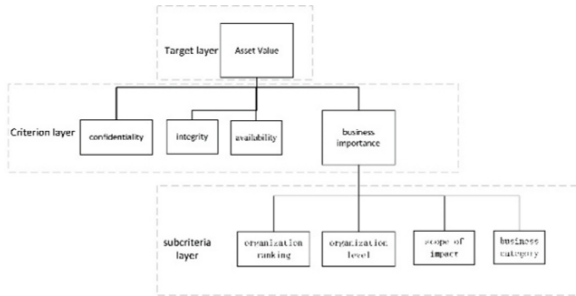 Target layer
Asset Value
Criterion layer
confidentiality
integrity
availability
business
importance
subcriteria
layer
organization
ranking
organization
level
scope of
impact
business
category